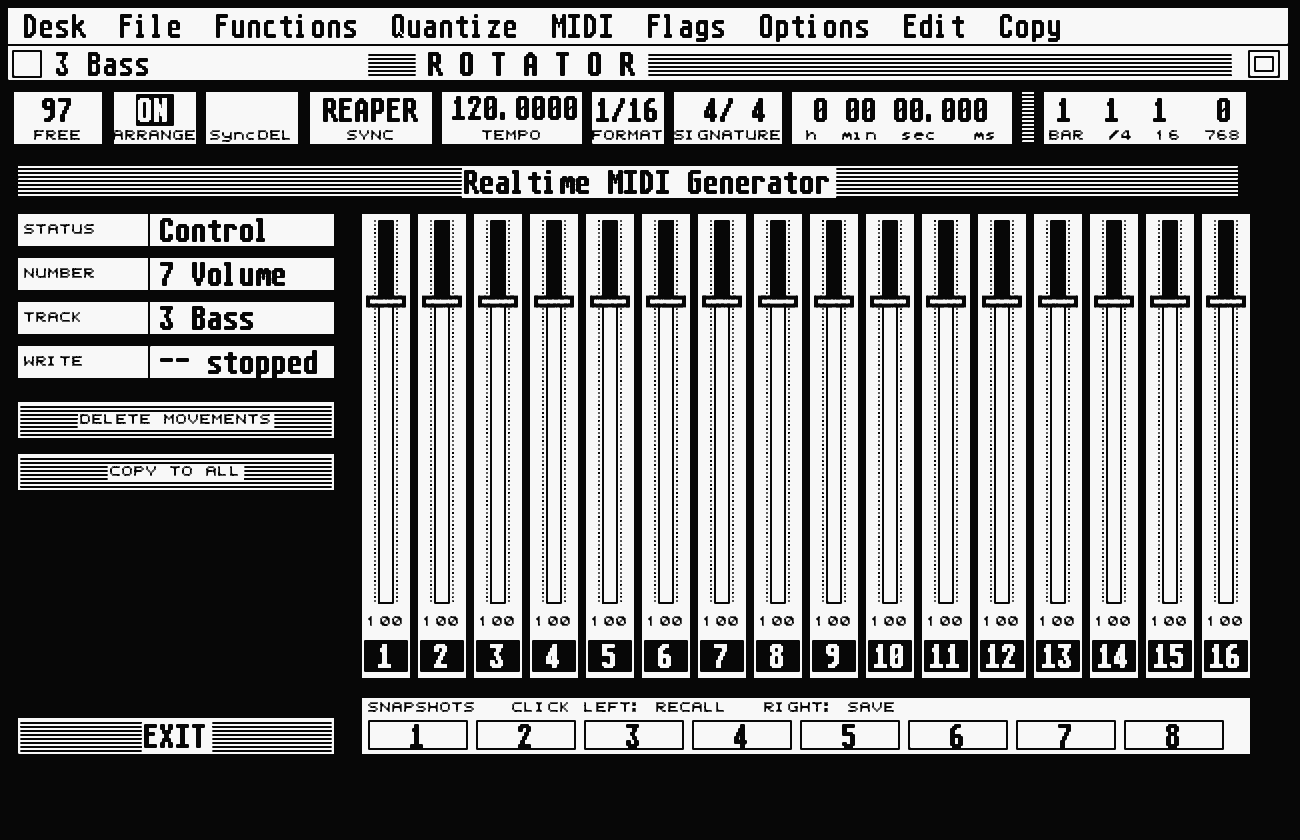 Desk File Functions Quantize MIDI Flags Options Edit Copy
3 Bass ROTATOR
97 ON REAPER 120.0000 1/16 4/ 4 0 00 00.000 1 1 1 0
FREE ARRANGE SyncDEL SYNC TEMPO FORMAT SIGNATURE h min sec ms BAR /4 16 768
Realtime MIDI Generator
STATUS Control
NUMBER 7 Volume
TRACK 3 Bass
WRITE -- stopped
DELETE MOVEMENTS
COPY TO ALL
100 100 100 100 100 100 100 100 100 100 100 100 100 100 100 100
1 2 3 4 5 6 7 8 9 10 11 12 13 14 15 16
SNAPSHOTS CLICK LEFT: RECALL RIGHT: SAVE
EXIT 1 2 3 4 5 6 7 8